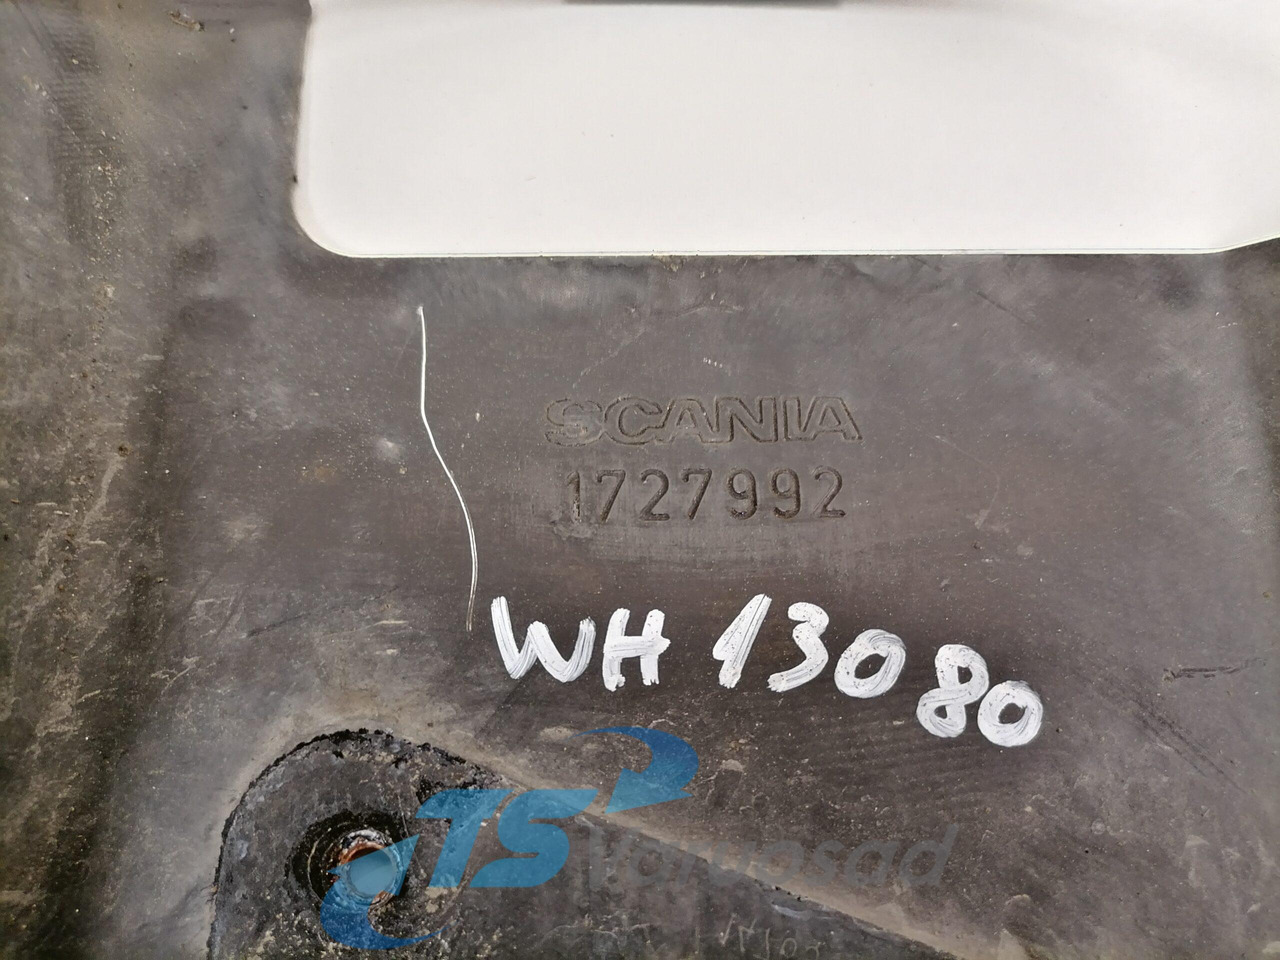 SCANIA
1727992
WH 13080
TS Varuosad